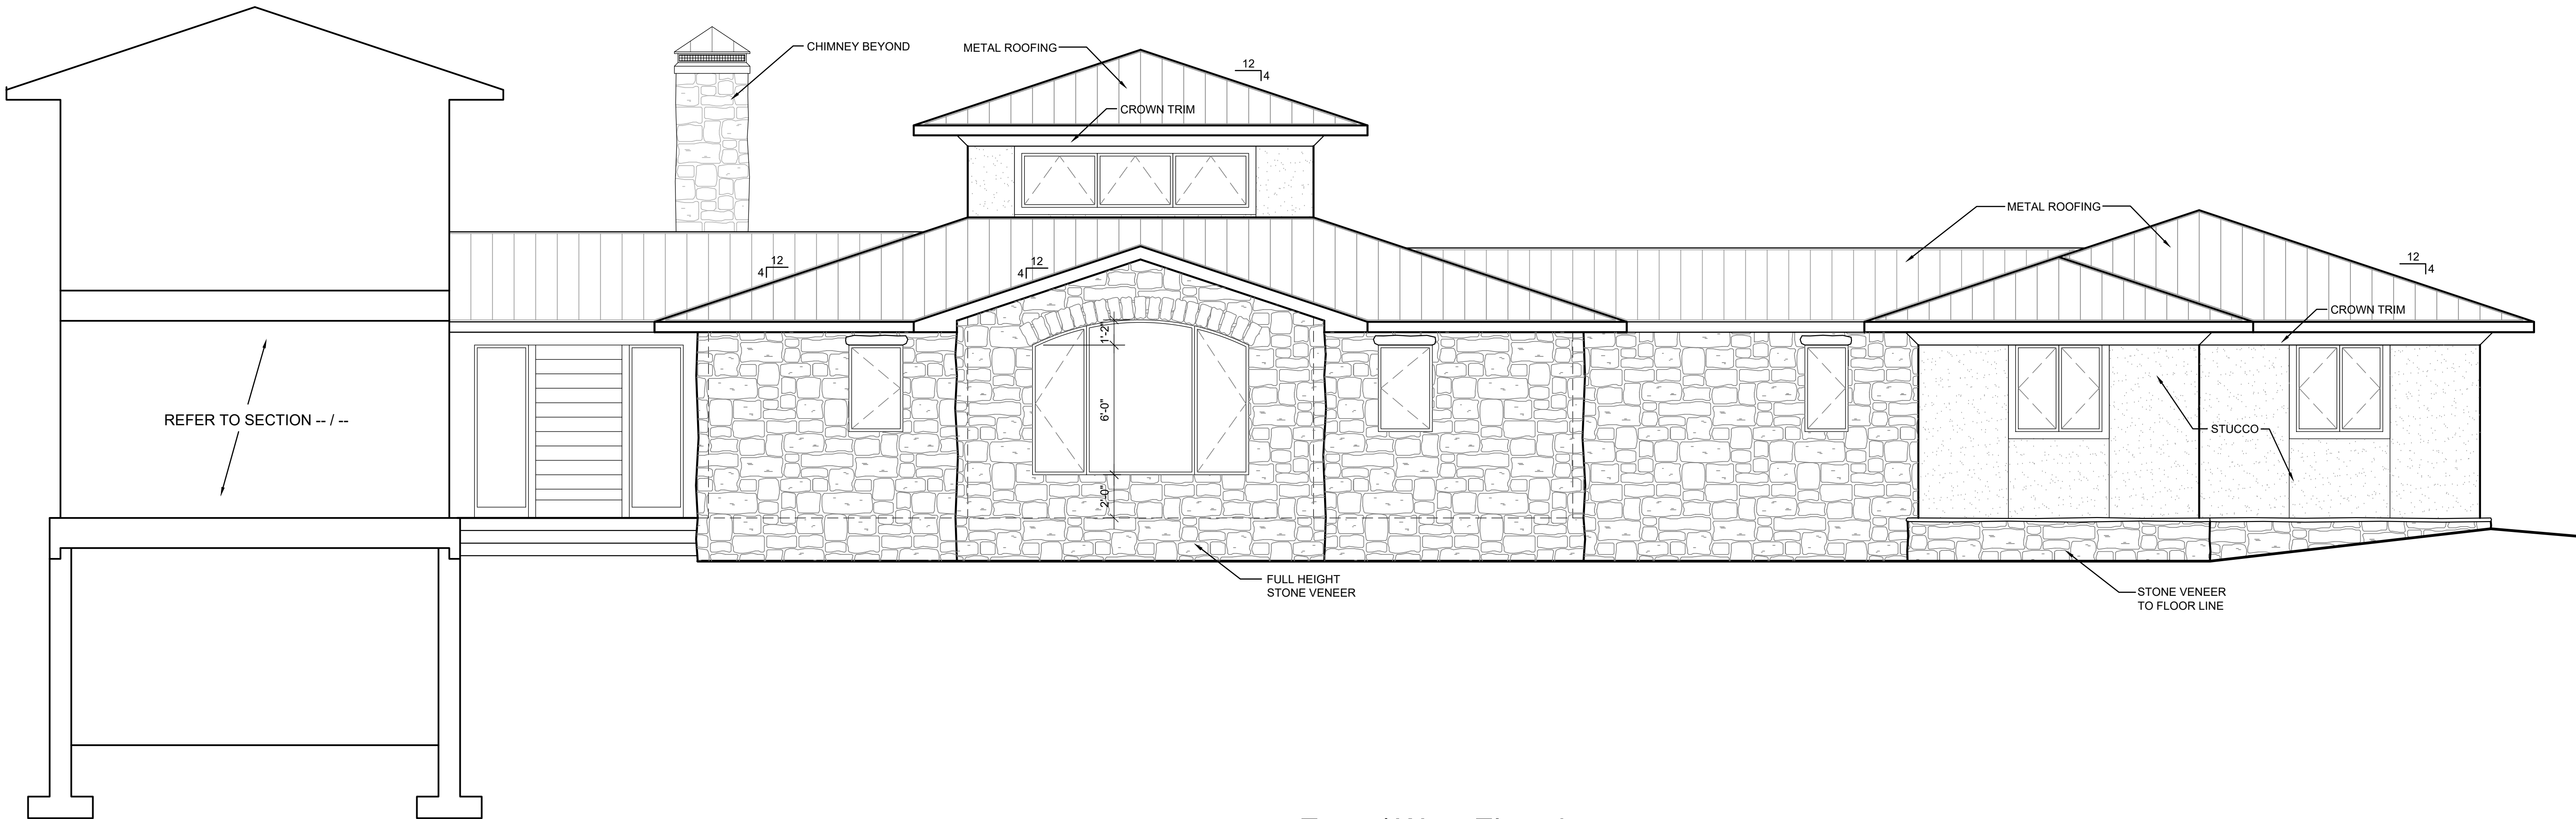 CHIMNEY BEYOND
METAL ROOFING
12
4
CROWN TRIM
METAL ROOFING
12
4
12
4
12
4
CROWN TRIM
1'-2"
6'-0"
2'-0"
REFER TO SECTION -- / --
STUCCO
FULL HEIGHT
STONE VENEER
STONE VENEER
TO FLOOR LINE